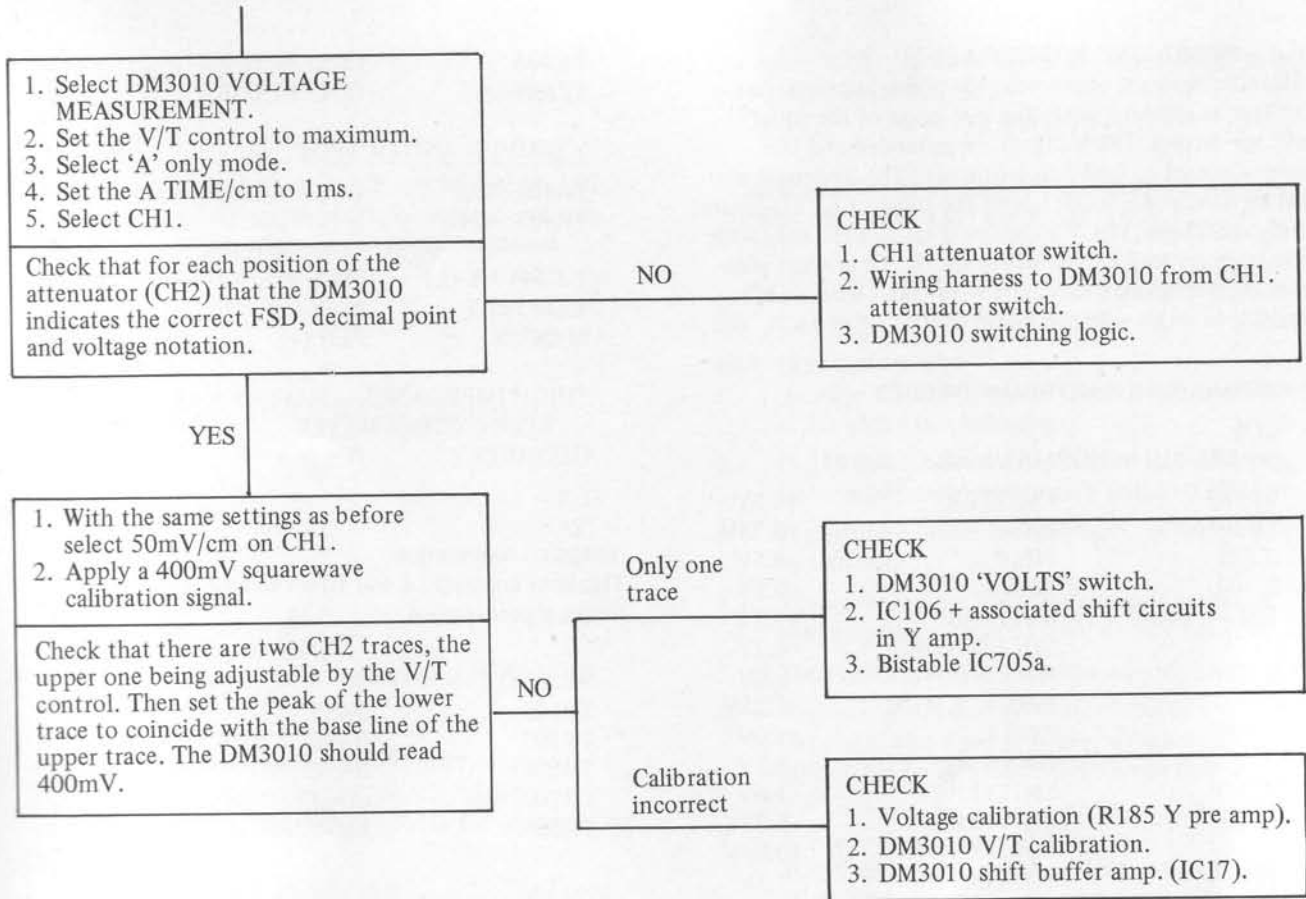 1. Select DM3010 VOLTAGE
MEASUREMENT.
2. Set the V/T control to maximum.
3. Select ‘A’ only mode.
4. Set the A TIME/cm to 1ms.
5. Select CH1.
Check that for each position of the
attenuator (CH2) that the DM3010
indicates the correct FSD, decimal point
and voltage notation.
NO
CHECK
1. CH1 attenuator switch.
2. Wiring harness to DM3010 from CH1.
attenuator switch.
3. DM3010 switching logic.
YES
1. With the same settings as before
select 50mV/cm on CH1.
2. Apply a 400mV squarewave
calibration signal.
Check that there are two CH2 traces, the
upper one being adjustable by the V/T
control. Then set the peak of the lower
trace to coincide with the base line of the
upper trace. The DM3010 should read
400mV.
NO
Only one
trace
CHECK
1. DM3010 ‘VOLTS’ switch.
2. IC106 + associated shift circuits
in Y amp.
3. Bistable IC705a.
Calibration
incorrect
CHECK
1. Voltage calibration (R185 Y pre amp).
2. DM3010 V/T calibration.
3. DM3010 shift buffer amp. (IC17).